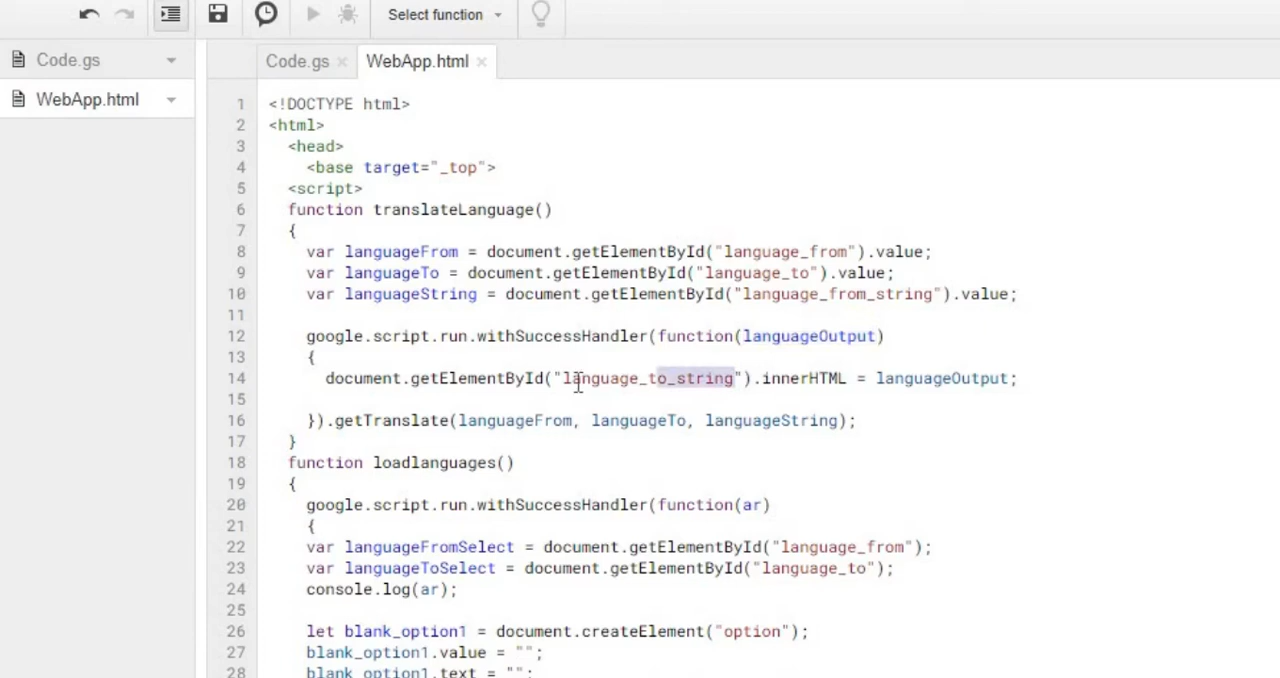 Select function
Code.gs
WebApp.html
Code.gs
WebApp.html
1 <!DOCTYPE html>
2 <html>
3 <head>
4 <base target="_top">
5 <script>
6 function translateLanguage()
7 {
8 var languageFrom = document.getElementById("language_from").value;
9 var languageTo = document.getElementById("language_to").value;
10 var languageString = document.getElementById("language_from_string").value;
11
12 google.script.run.withSuccessHandler(function(languageOutput)
13 {
14 document.getElementById("language_to_string").innerHTML = languageOutput;
15
16 }).getTranslate(languageFrom, languageTo, languageString);
17 }
18 function loadlanguages()
19 {
20 google.script.run.withSuccessHandler(function(ar)
21 {
22 var languageFromSelect = document.getElementById("language_from");
23 var languageToSelect = document.getElementById("language_to");
24 console.log(ar);
25
26 let blank_option1 = document.createElement("option");
27 blank_option1.value = "";
28 blank_option1.text = "";